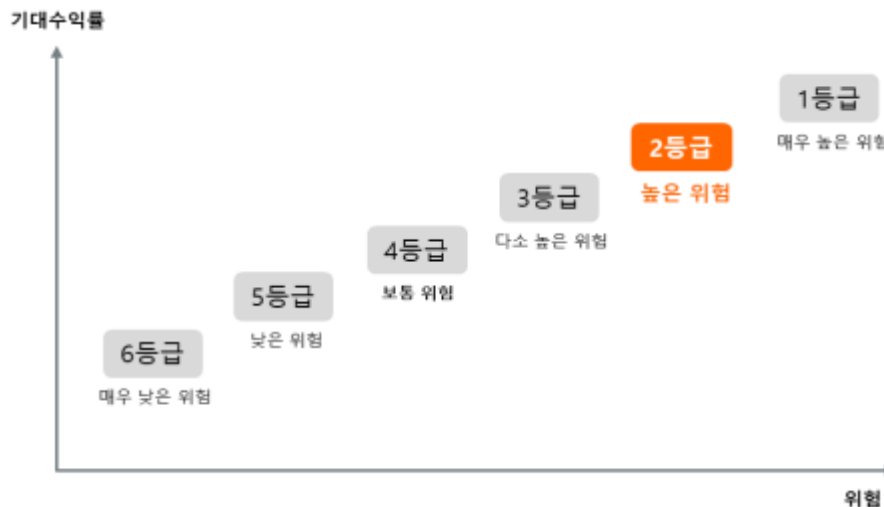 기대수익률
1등급
매우 높은 위험
2등급
높은 위험
3등급
다소 높은 위험
4등급
보통 위험
5등급
낮은 위험
6등급
매우 낮은 위험
위험